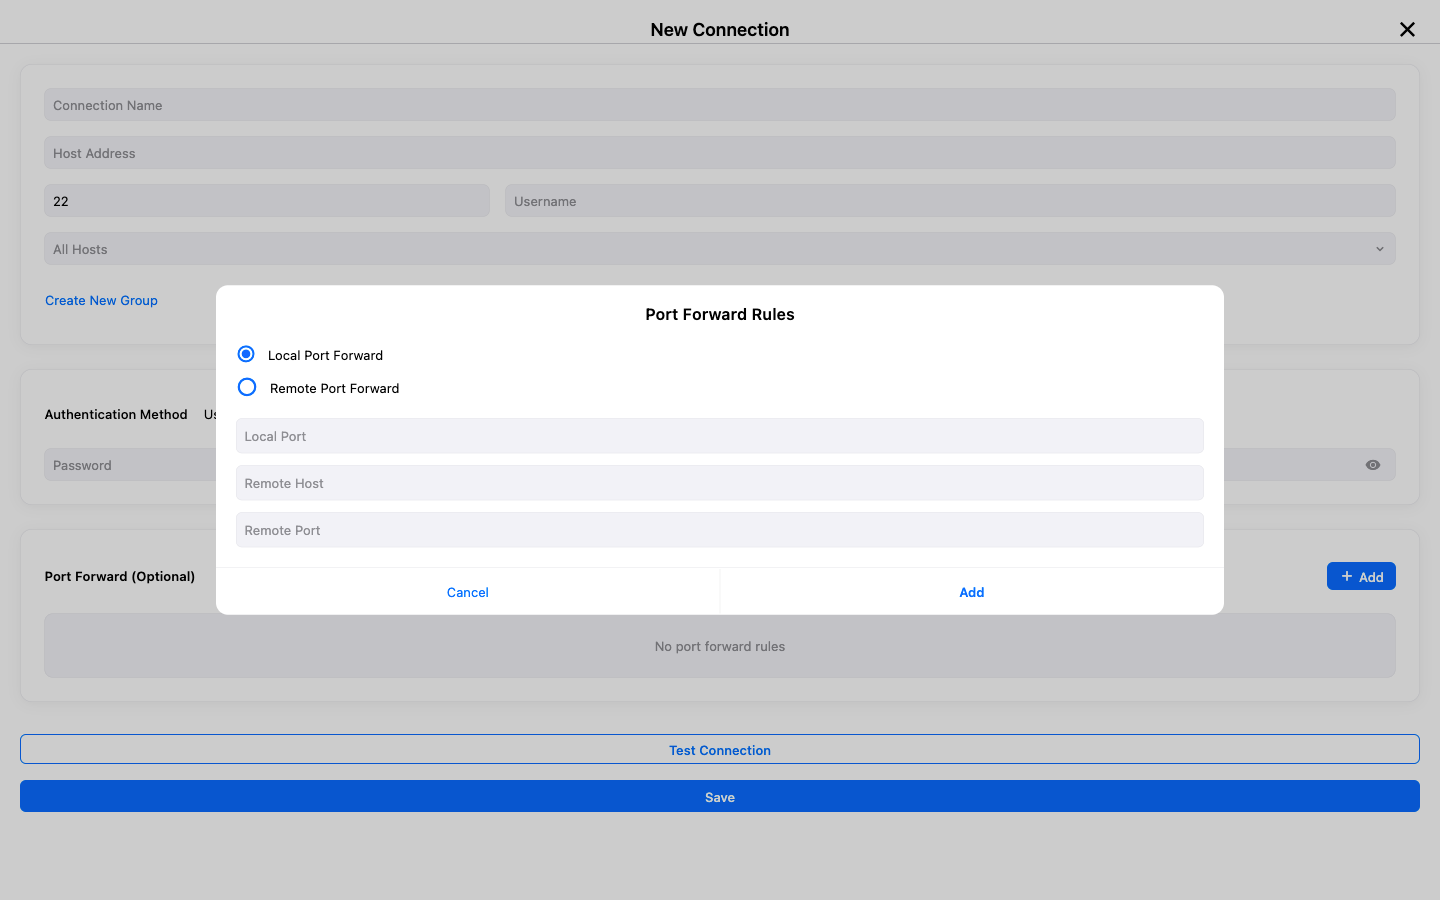 New Connection
Connection Name
Host Address
22
Username
All Hosts
Create New Group
Port Forward Rules
Local Port Forward
Remote Port Forward
Authentication Method
Local Port
Password
Remote Host
Remote Port
Port Forward (Optional)
+ Add
Cancel
Add
No port forward rules
Test Connection
Save